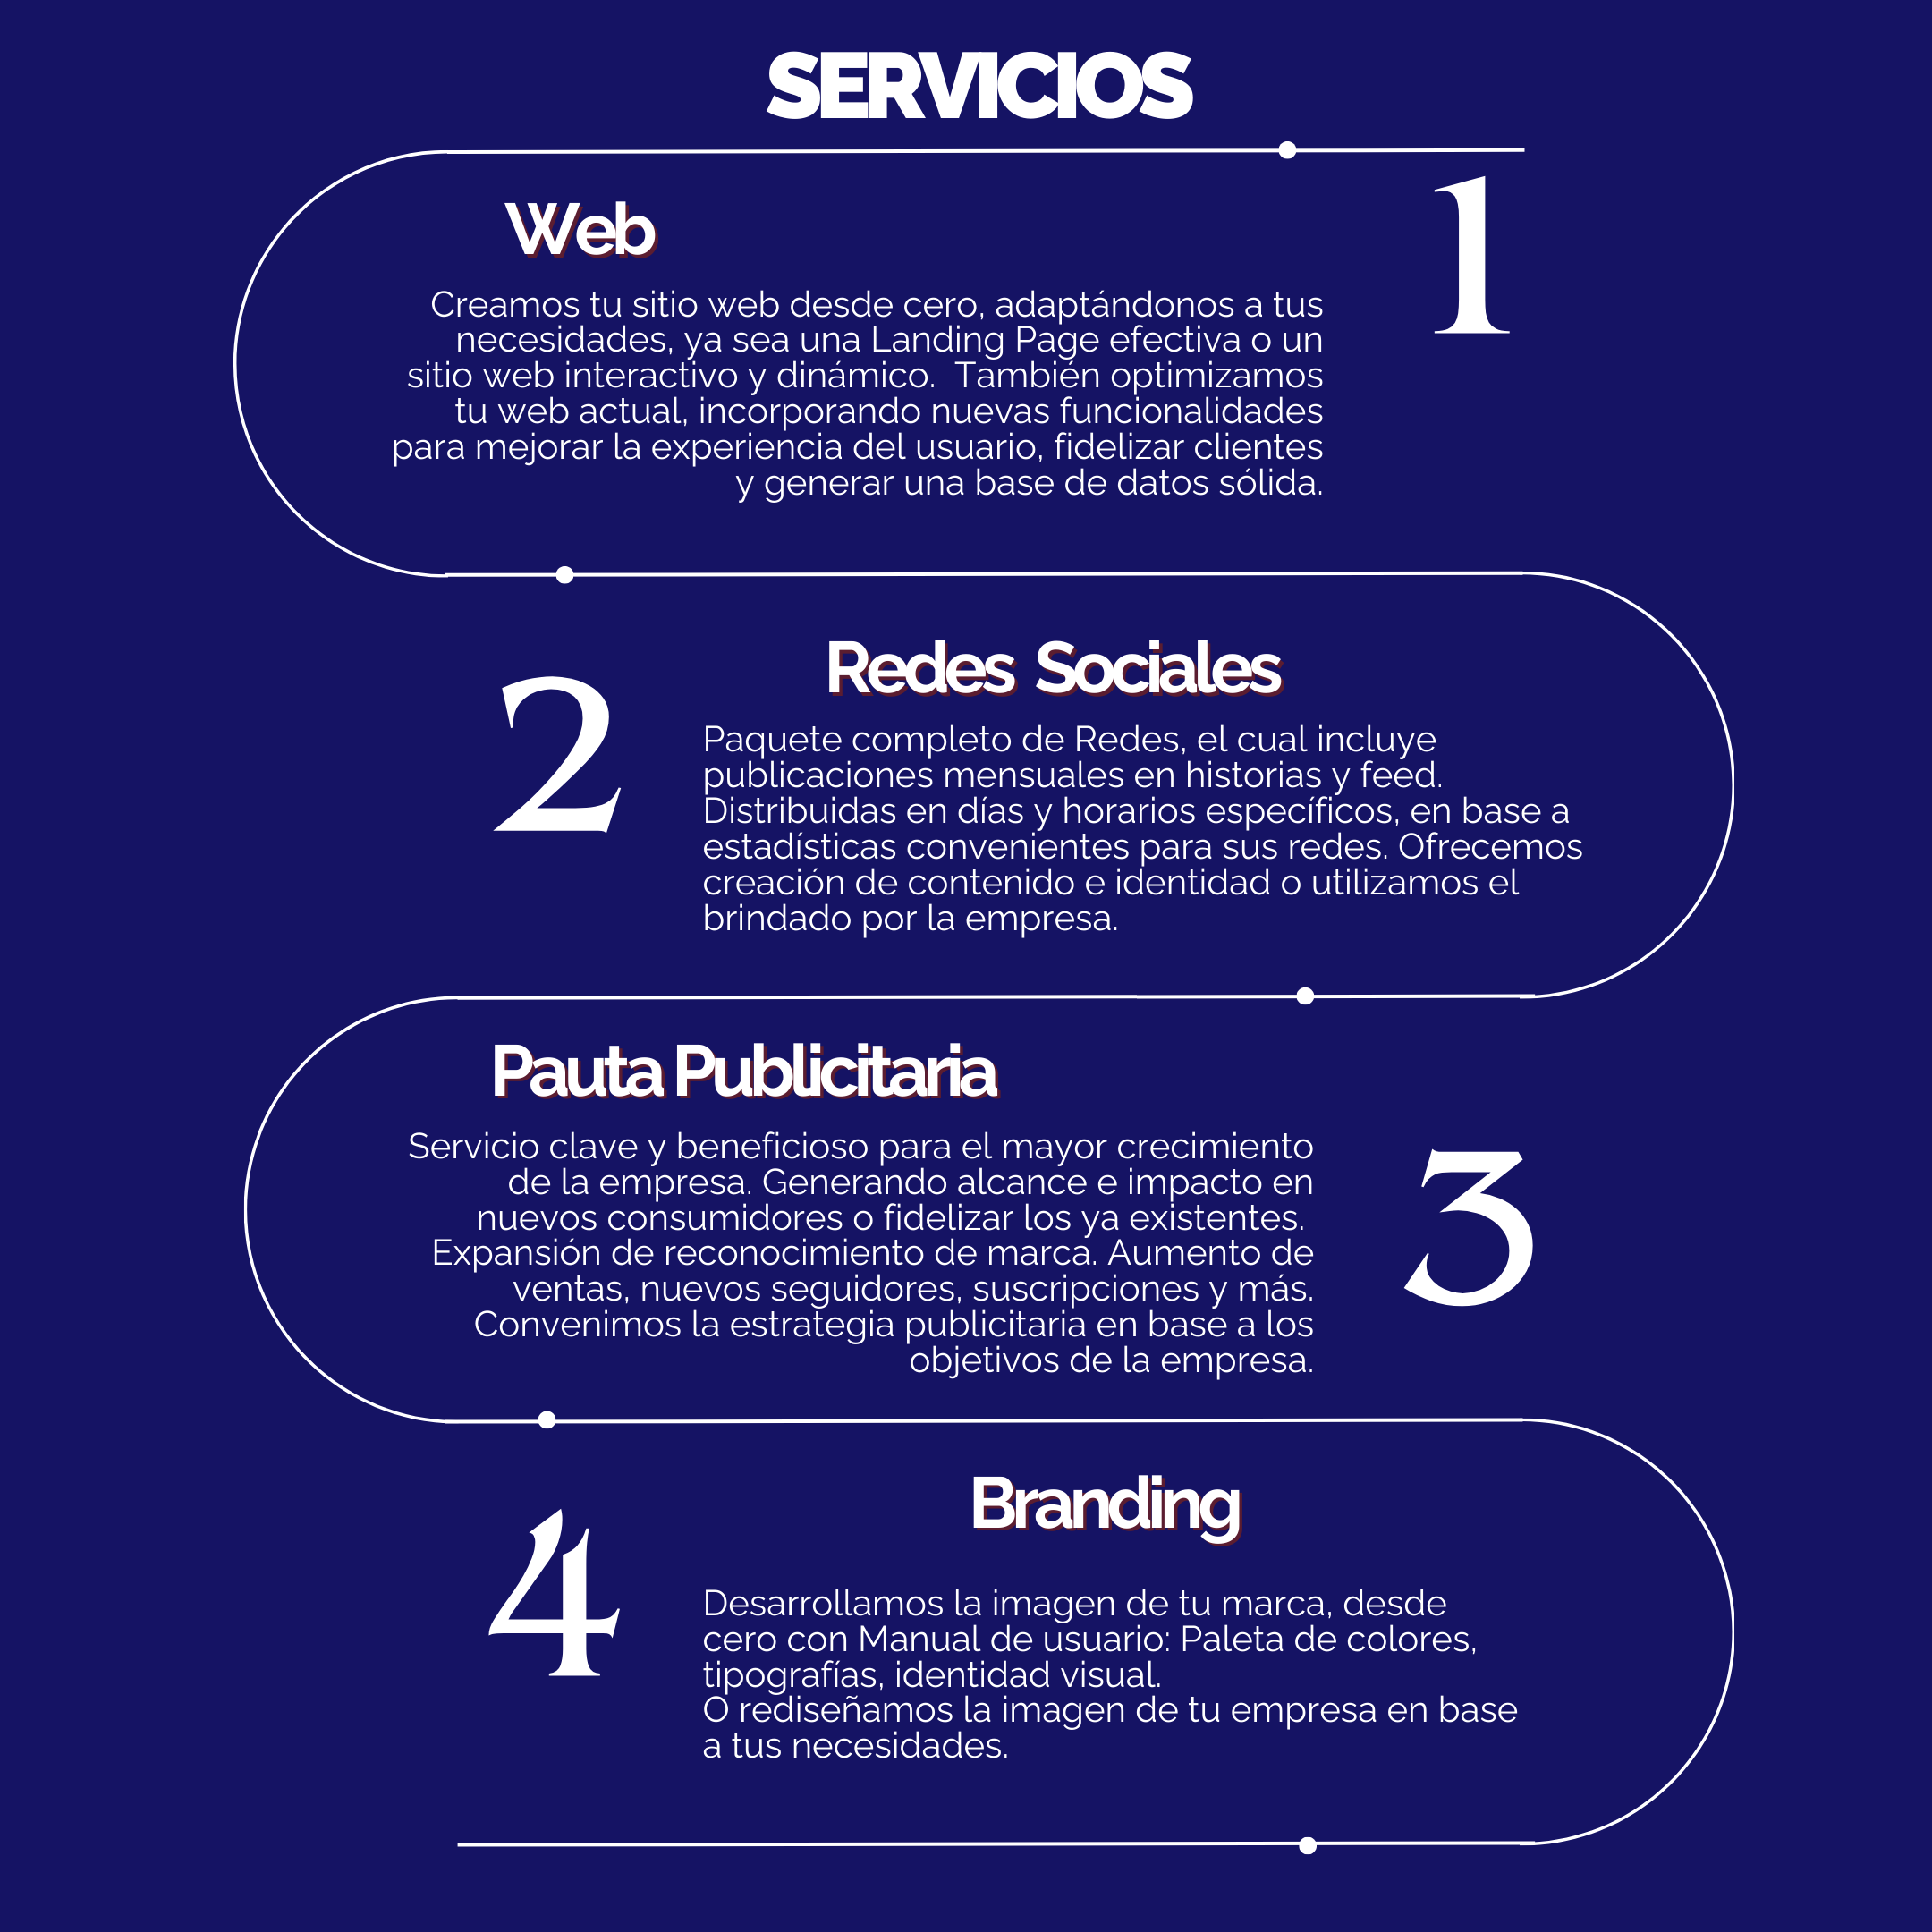 SERVICIOS
Web
1
Creamos tu sitio web desde cero, adaptándonos a tus
necesidades, ya sea una Landing Page efectiva o un
sitio web interactivo y dinámico.  También optimizamos
tu web actual, incorporando nuevas funcionalidades
para mejorar la experiencia del usuario, fidelizar clientes
y generar una base de datos sólida.
2
Redes Sociales
Paquete completo de Redes, el cual incluye
publicaciones mensuales en historias y feed.
Distribuidas en días y horarios específicos, en base a
estadísticas convenientes para sus redes. Ofrecemos
creación de contenido e identidad o utilizamos el
brindado por la empresa.
Pauta Publicitaria
3
Servicio clave y beneficioso para el mayor crecimiento
de la empresa. Generando alcance e impacto en
nuevos consumidores o fidelizar los ya existentes.
Expansión de reconocimiento de marca. Aumento de
ventas, nuevos seguidores, suscripciones y más.
Convenimos la estrategia publicitaria en base a los
objetivos de la empresa.
4
Branding
Desarrollamos la imagen de tu marca, desde
cero con Manual de usuario: Paleta de colores,
tipografías, identidad visual.
O rediseñamos la imagen de tu empresa en base
a tus necesidades.